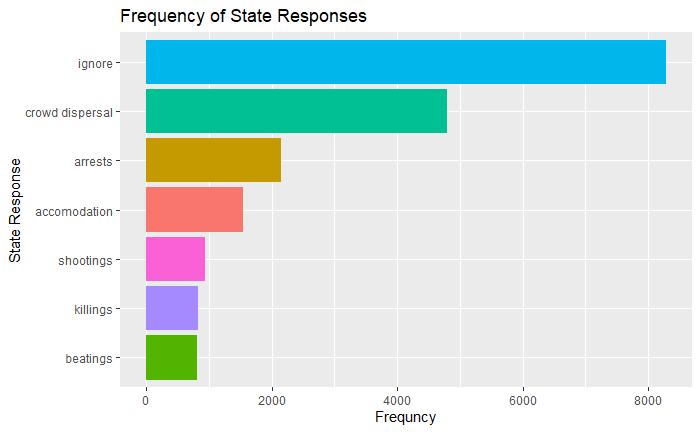 Frequency of State Responses
State Response
ignore
crowd dispersal
arrests
accomodation
shootings
killings
beatings
0 2000 4000 6000 8000
Frequncy